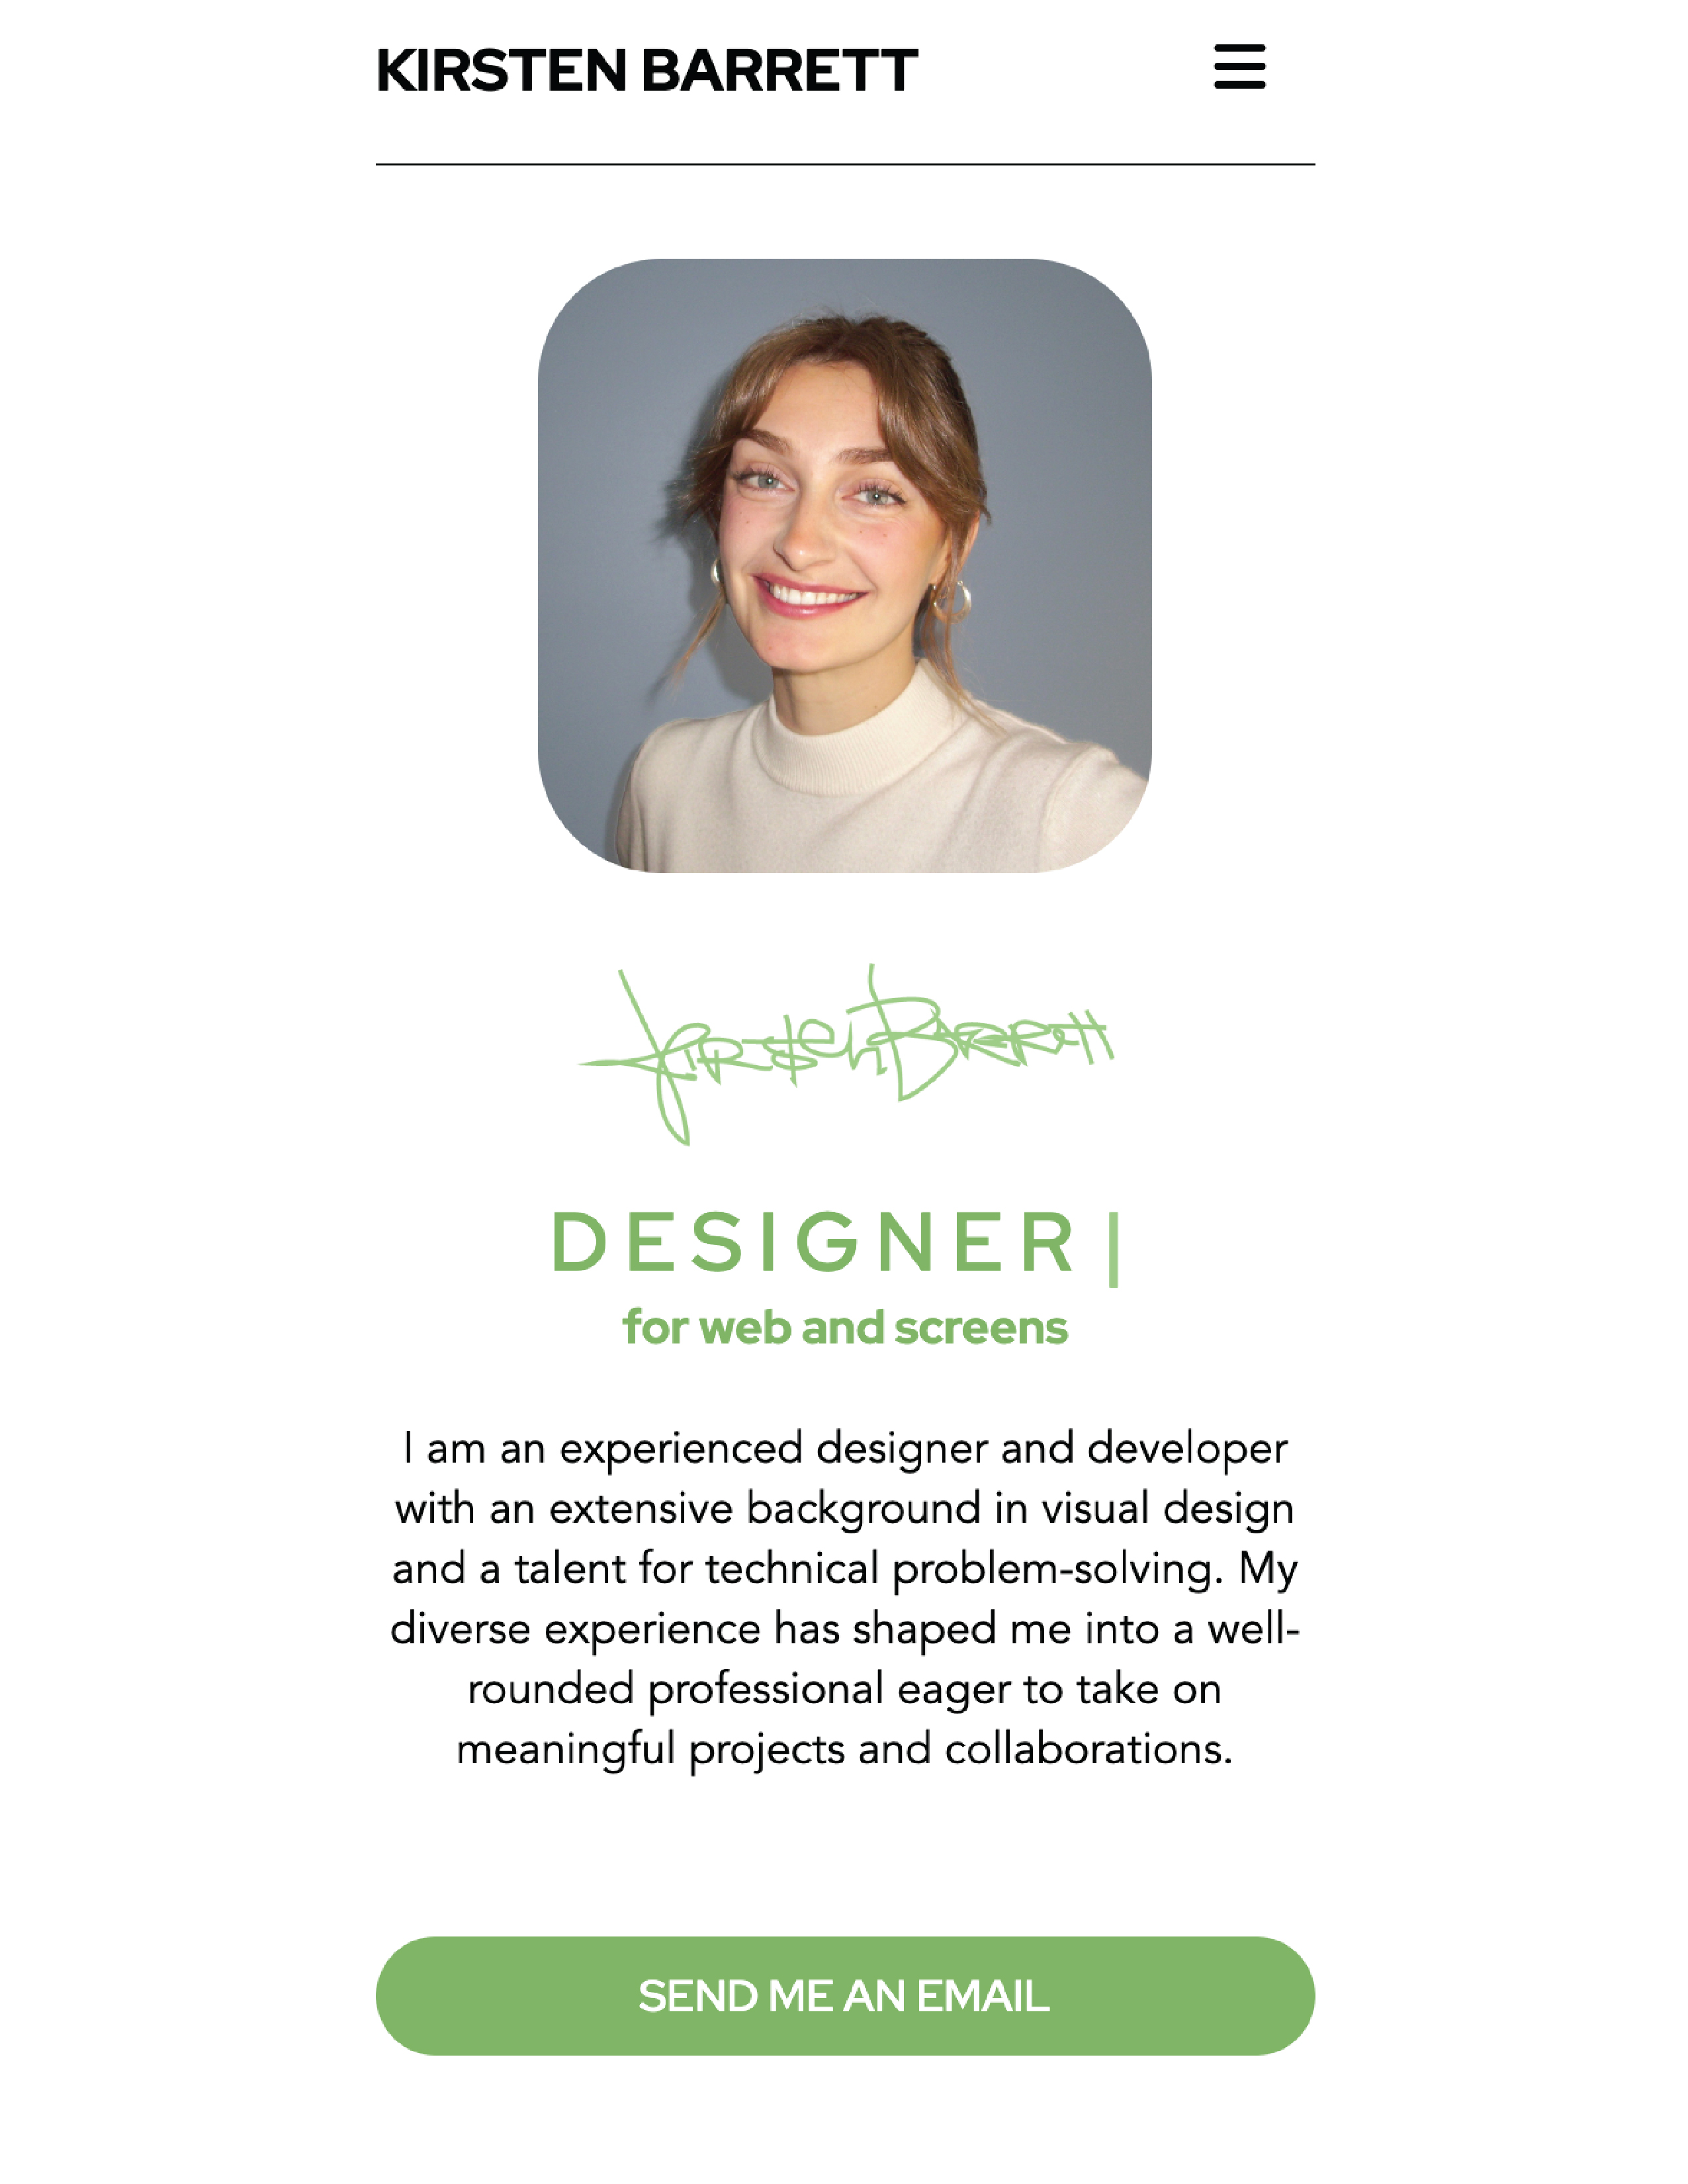 KIRSTEN BARRETT
Kirsten Barrett
DESIGNER|
for web and screens
I am an experienced designer and developer
with an extensive background in visual design
and a talent for technical problem-solving. My
diverse experience has shaped me into a well-
rounded professional eager to take on
meaningful projects and collaborations.
SEND ME AN EMAIL